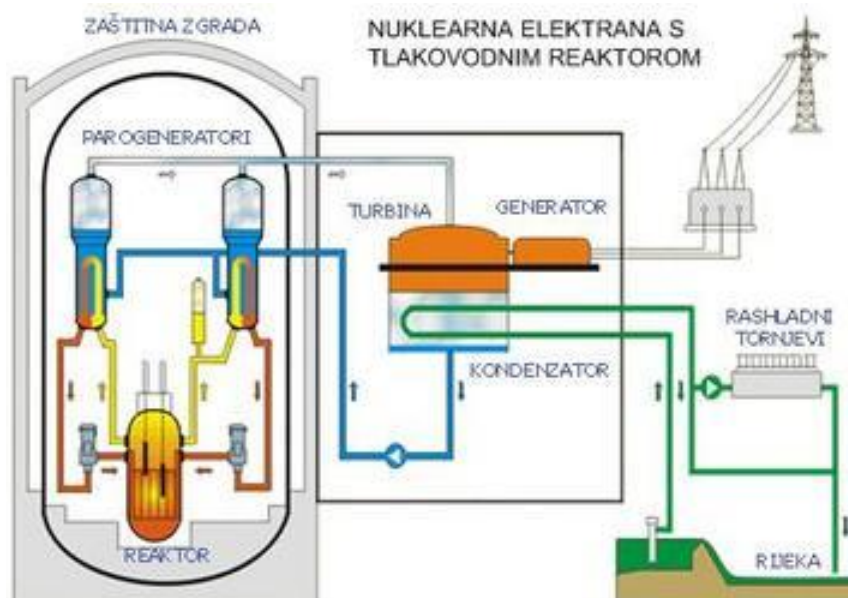 ZAŠTITNA ZGRADA
NUKLEARNA ELEKTRANA S
TLAKOVODNIM REAKTOROM
PAROGENERATORI
TURBINA
GENERATOR
RASHLADNI
TORNJEVI
KONDENZATOR
REAKTOR
RIJEKA